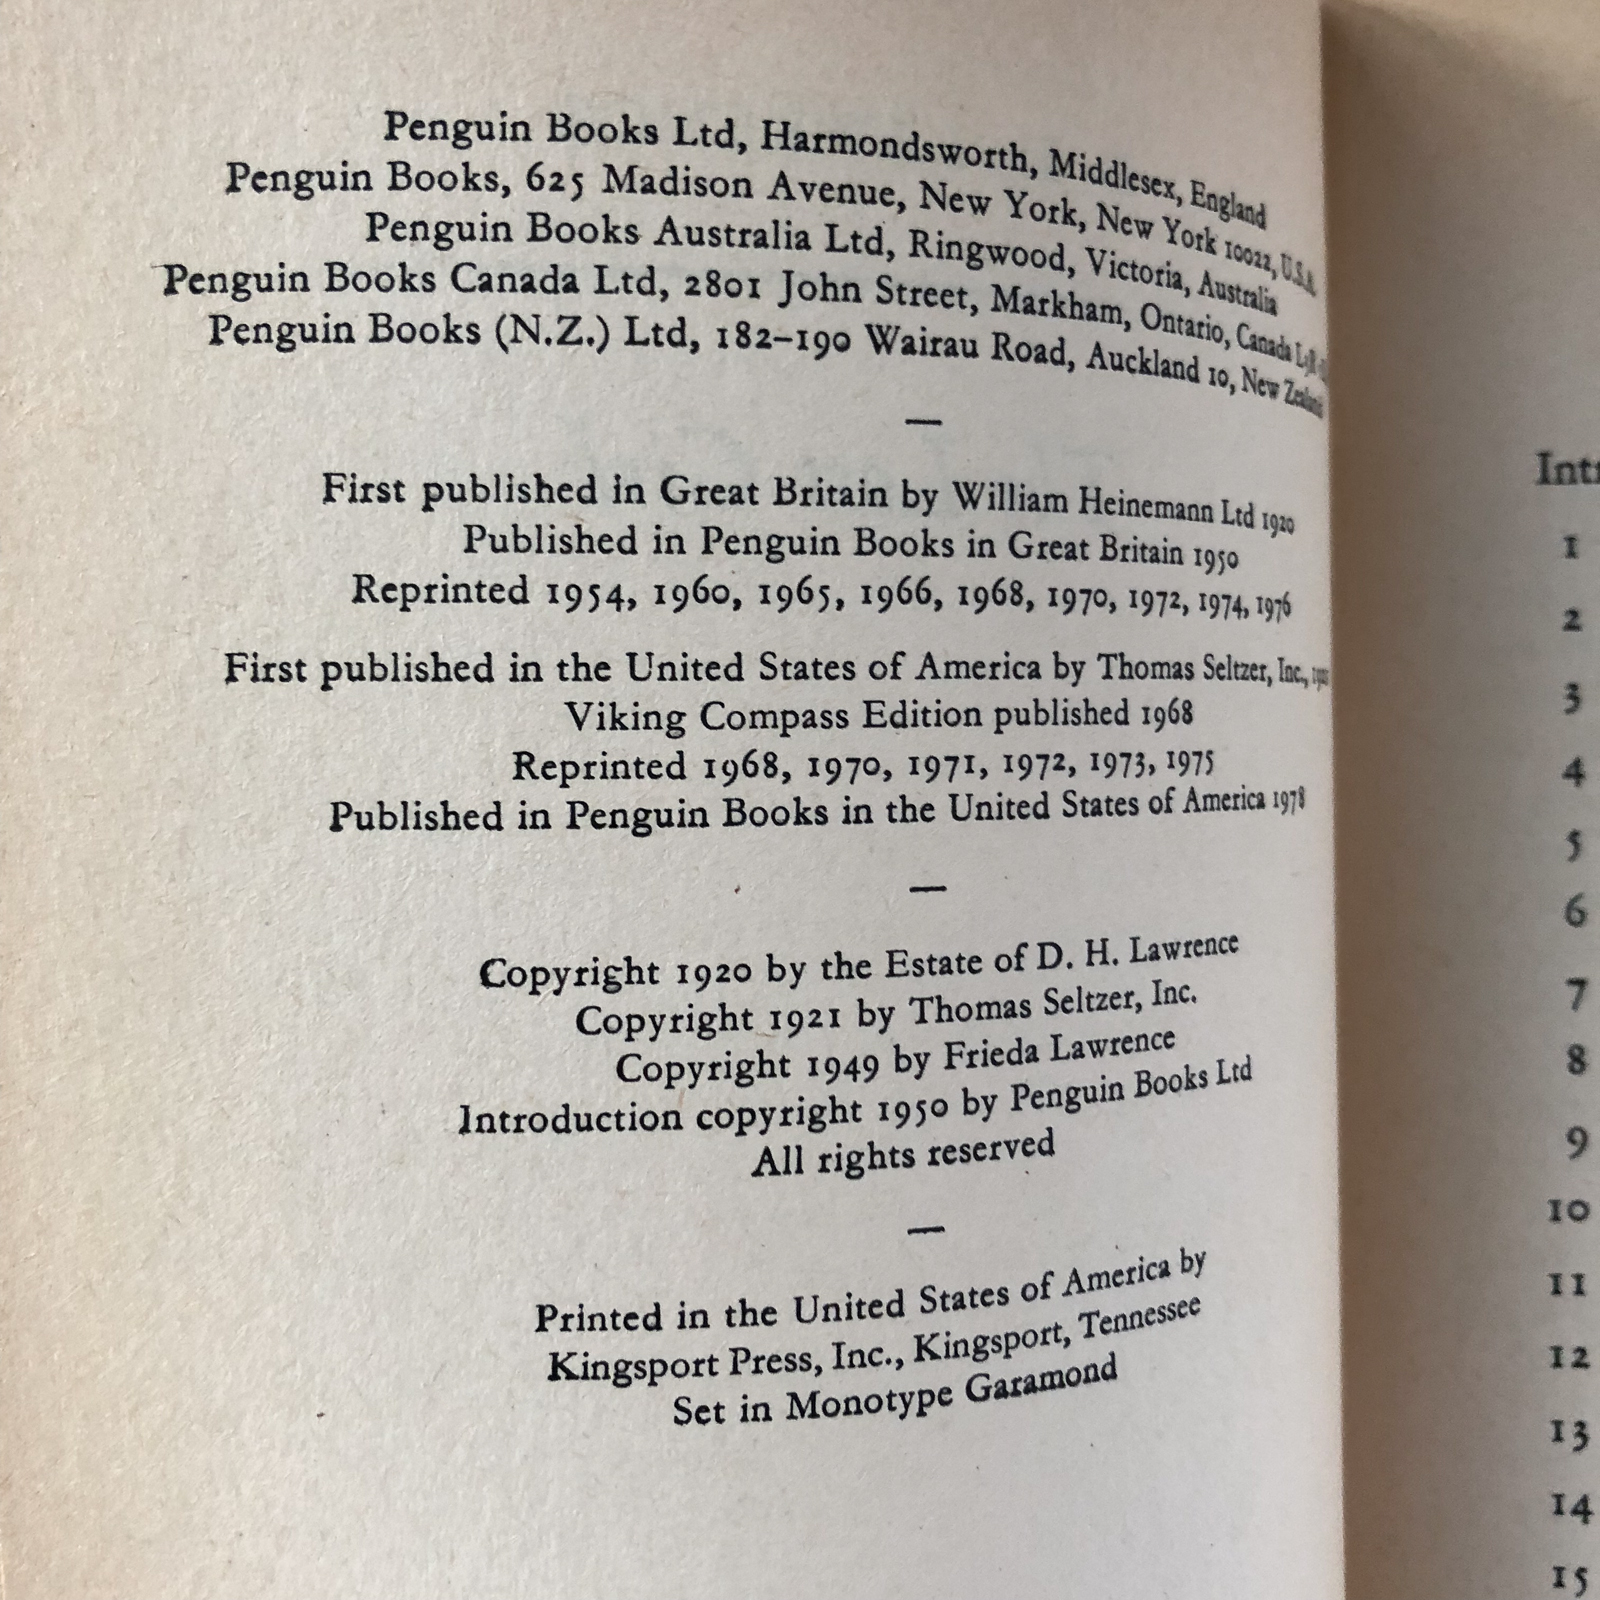 Penguin Books Ltd, Harmondsworth, Middlesex, England
Penguin Books, 625 Madison Avenue, New York, New York 10022, U.S.A.
Penguin Books Australia Ltd, Ringwood, Victoria, Australia
Penguin Books Canada Ltd, 2801 John Street, Markham, Ontario, Canada
Penguin Books (N.Z.) Ltd, 182–190 Wairau Road, Auckland 10, New Zealand
—
First published in Great Britain by William Heinemann Ltd 1920
Published in Penguin Books in Great Britain 1950
Reprinted 1954, 1960, 1965, 1966, 1968, 1970, 1972, 1974, 1976
First published in the United States of America by Thomas Seltzer, Inc.,
Viking Compass Edition published 1968
Reprinted 1968, 1970, 1971, 1972, 1973, 1975
Published in Penguin Books in the United States of America 1978
—
Copyright 1920 by the Estate of D. H. Lawrence
Copyright 1921 by Thomas Seltzer, Inc.
Copyright 1949 by Frieda Lawrence
Introduction copyright 1950 by Penguin Books Ltd
All rights reserved
—
Printed in the United States of America by
Kingsport Press, Inc., Kingsport, Tennessee
Set in Monotype Garamond
Int
1
2
3
4
5
6
7
8
9
10
11
12
13
14
15